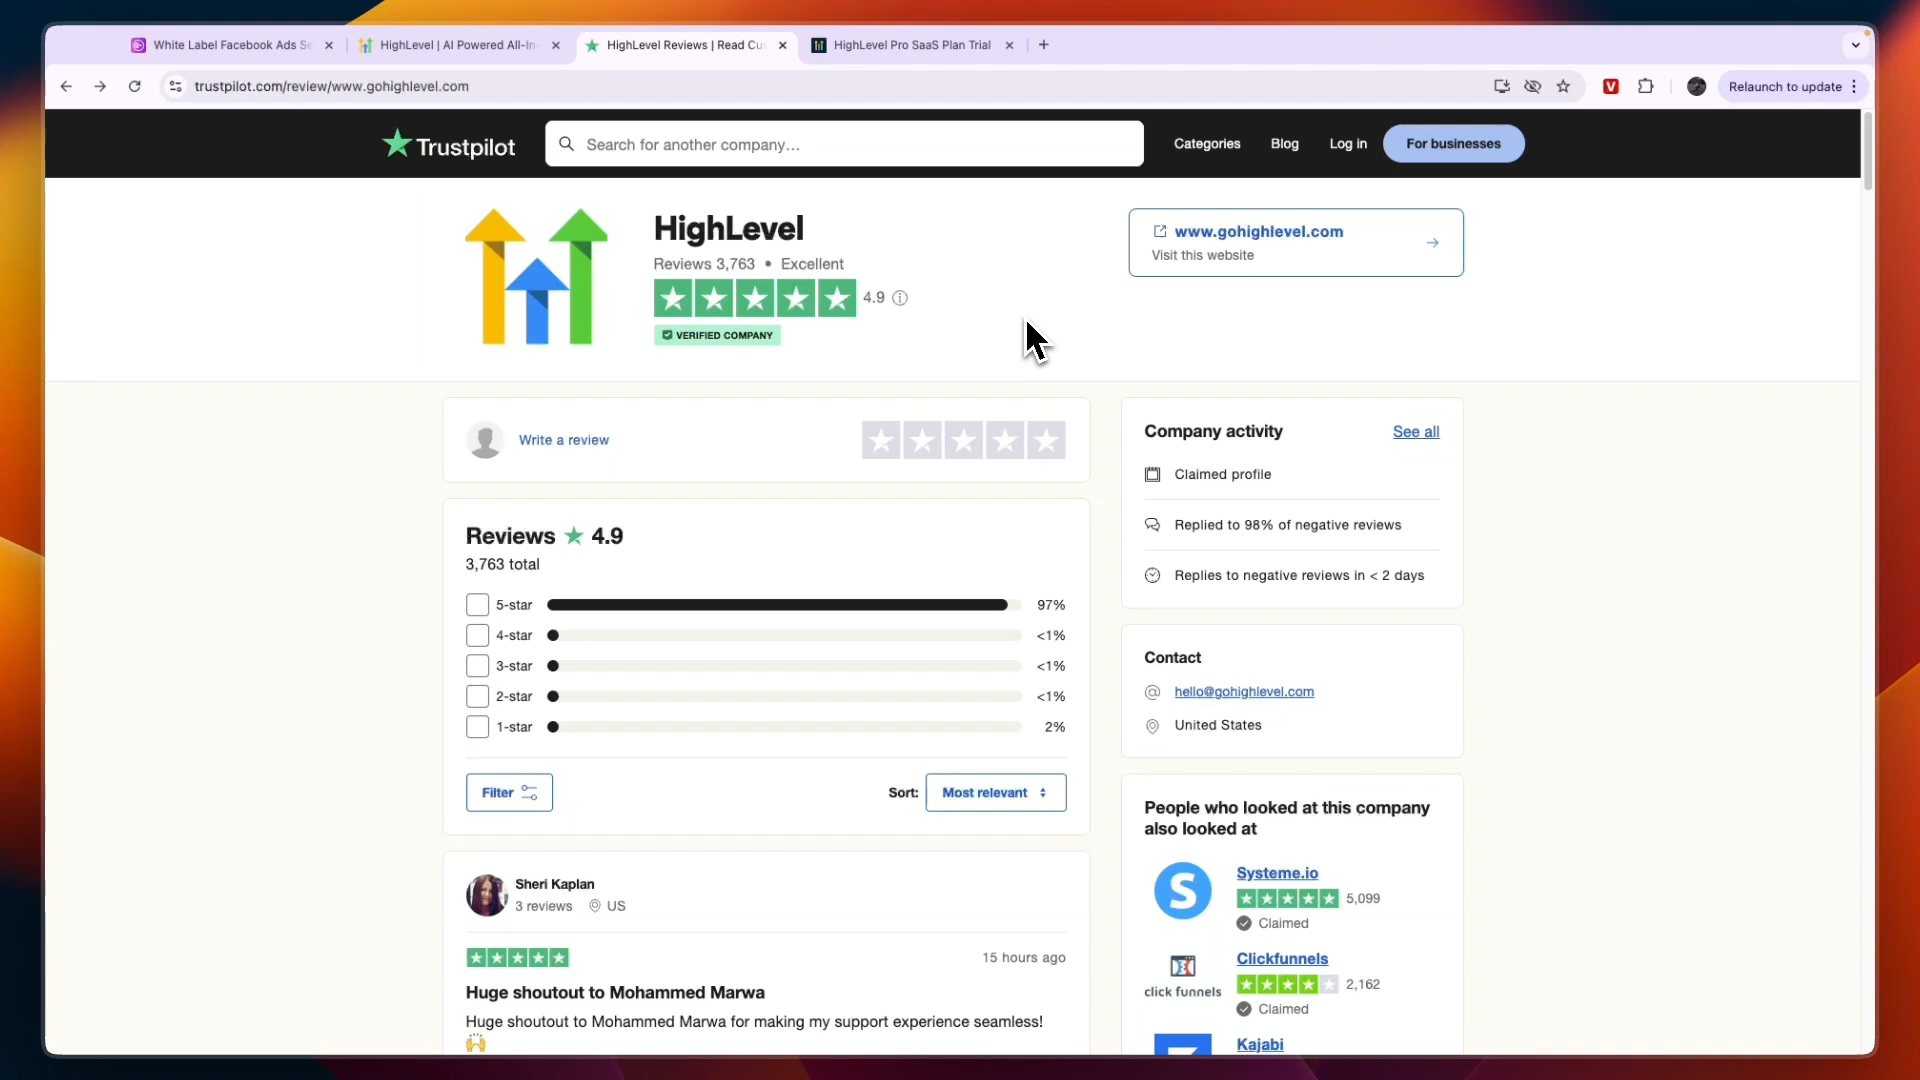 White Label Facebook Ads Se
HighLevel | AI Powered All-In-
HighLevel Reviews | Read Cu
HighLevel Pro SaaS Plan Trial
trustpilot.com/review/www.gohighlevel.com
V
Relaunch to update
Trustpilot
Search for another company…
Categories
Blog
Log in
For businesses
HighLevel
Reviews 3,763 • Excellent
4.9
VERIFIED COMPANY
www.gohighlevel.com
Visit this website
Write a review
Reviews 4.9
3,763 total
5-star 97%
4-star <1%
3-star <1%
2-star <1%
1-star 2%
Filter
Sort: Most relevant
Sheri Kaplan
3 reviews US
15 hours ago
Huge shoutout to Mohammed Marwa
Huge shoutout to Mohammed Marwa for making my support experience seamless!
🙌
Company activity
See all
Claimed profile
Replied to 98% of negative reviews
Replies to negative reviews in < 2 days
Contact
hello@gohighlevel.com
United States
People who looked at this company
also looked at
S
Systeme.io
5,099
Claimed
click funnels
Clickfunnels
2,162
Claimed
Kajabi